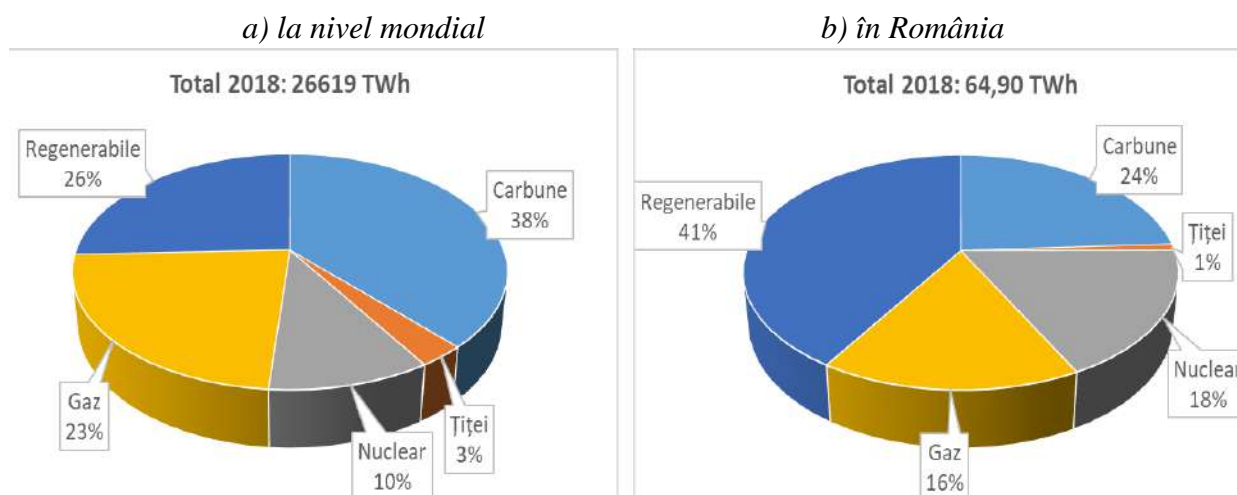 a) la nivel mondial
Total 2018: 26619 TWh
Regenerabile
26%
Carbune
38%
Gaz
23%
Nuclear
10%
Țiței
3%
b) în România
Total 2018: 64,90 TWh
Carbune
24%
Regenerabile
41%
Țiței
1%
Nuclear
18%
Gaz
16%